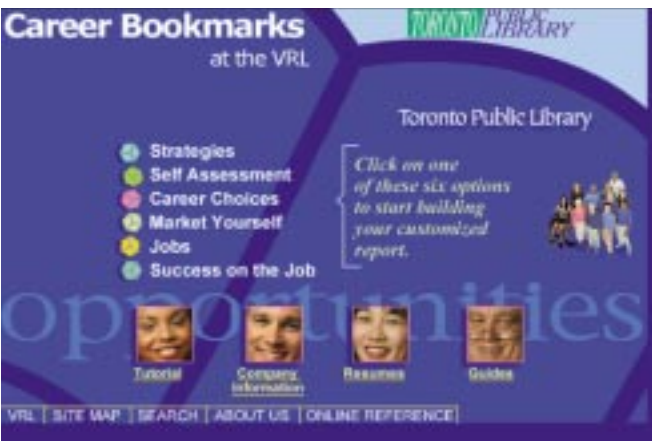 Career Bookmarks
at the VRL
TORONTO PUBLIC
LIBRARY
Toronto Public Library
Strategies
Self Assessment
Career Choices
Market Yourself
Jobs
Success on the Job
Click on one
of these six options
to start building
your customized
report.
opportunities
Tutorial
Company
Information
Resumes
Guides
VRL | SITE MAP | SEARCH | ABOUT US | ONLINE REFERENCE